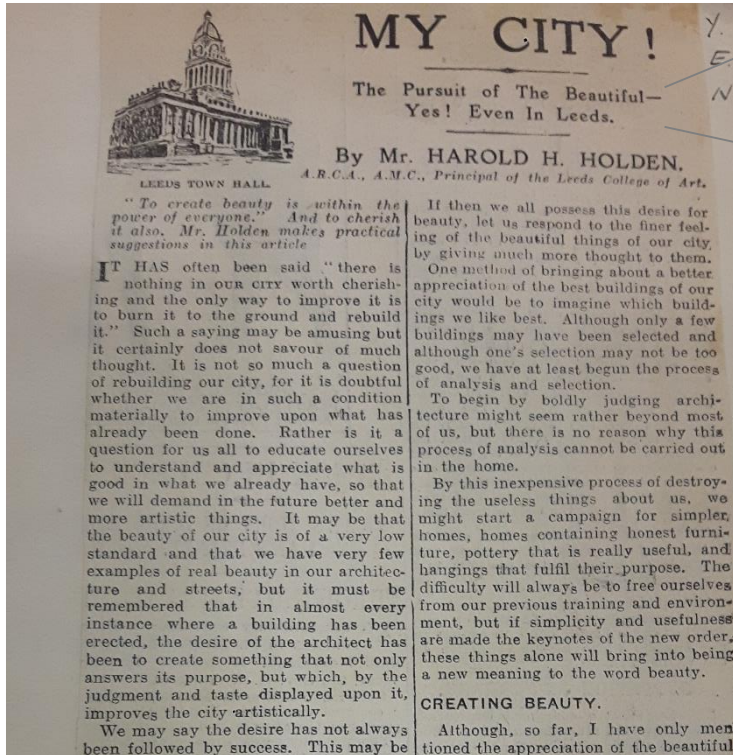 MY CITY!
The Pursuit of The Beautiful—
Yes! Even In Leeds.
By Mr. HAROLD H. HOLDEN.
A.R.C.A., A.M.C., Principal of the Leeds College of Art.
LEEDS TOWN HALL.
Y.
E.
N
"To create beauty is within the
power of everyone." And to cherish
it also. Mr. Holden makes practical
suggestions in this article
IT HAS often been said "there is
nothing in OUR CITY worth cherish-
ing and the only way to improve it is
to burn it to the ground and rebuild
it." Such a saying may be amusing but
it certainly does not savour of much
thought. It is not so much a question
of rebuilding our city, for it is doubtful
whether we are in such a condition
materially to improve upon what has
already been done. Rather is it a
question for us all to educate ourselves
to understand and appreciate what is
good in what we already have, so that
we will demand in the future better and
more artistic things. It may be that
the beauty of our city is of a very low
standard and that we have very few
examples of real beauty in our architec-
ture and streets, but it must be
remembered that in almost every
instance where a building has been
erected, the desire of the architect has
been to create something that not only
answers its purpose, but which, by the
judgment and taste displayed upon it,
improves the city artistically.
We may say the desire has not always
been followed by success. This may be
If then we all possess this desire for
beauty, let us respond to the finer feel-
ing of the beautiful things of our city,
by giving much more thought to them.
One method of bringing about a better
appreciation of the best buildings of our
city would be to imagine which build-
ings we like best. Although only a few
buildings may have been selected and
although one's selection may not be too
good, we have at least begun the process
of analysis and selection.
To begin by boldly judging archi-
tecture might seem rather beyond most
of us, but there is no reason why this
process of analysis cannot be carried out
in the home.
By this inexpensive process of destroy-
ing the useless things about us, we
might start a campaign for simpler
homes, homes containing honest furni-
ture, pottery that is really useful, and
hangings that fulfil their purpose. The
difficulty will always be to free ourselves
from our previous training and environ-
ment, but if simplicity and usefulness
are made the keynotes of the new order,
these things alone will bring into being
a new meaning to the word beauty.
CREATING BEAUTY.
Although, so far, I have only men
tioned the appreciation of the beautiful